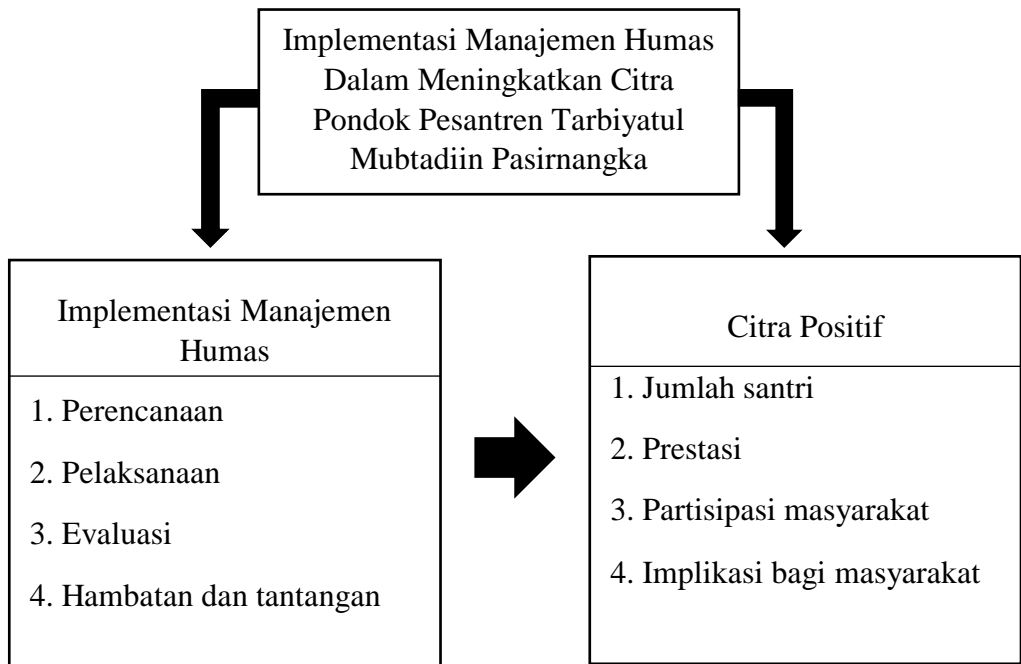 Implementasi Manajemen Humas
Dalam Meningkatkan Citra
Pondok Pesantren Tarbiyatul
Mubtadiin Pasirnangka
Implementasi Manajemen
Humas
1. Perencanaan
2. Pelaksanaan
3. Evaluasi
4. Hambatan dan tantangan
Citra Positif
1. Jumlah santri
2. Prestasi
3. Partisipasi masyarakat
4. Implikasi bagi masyarakat